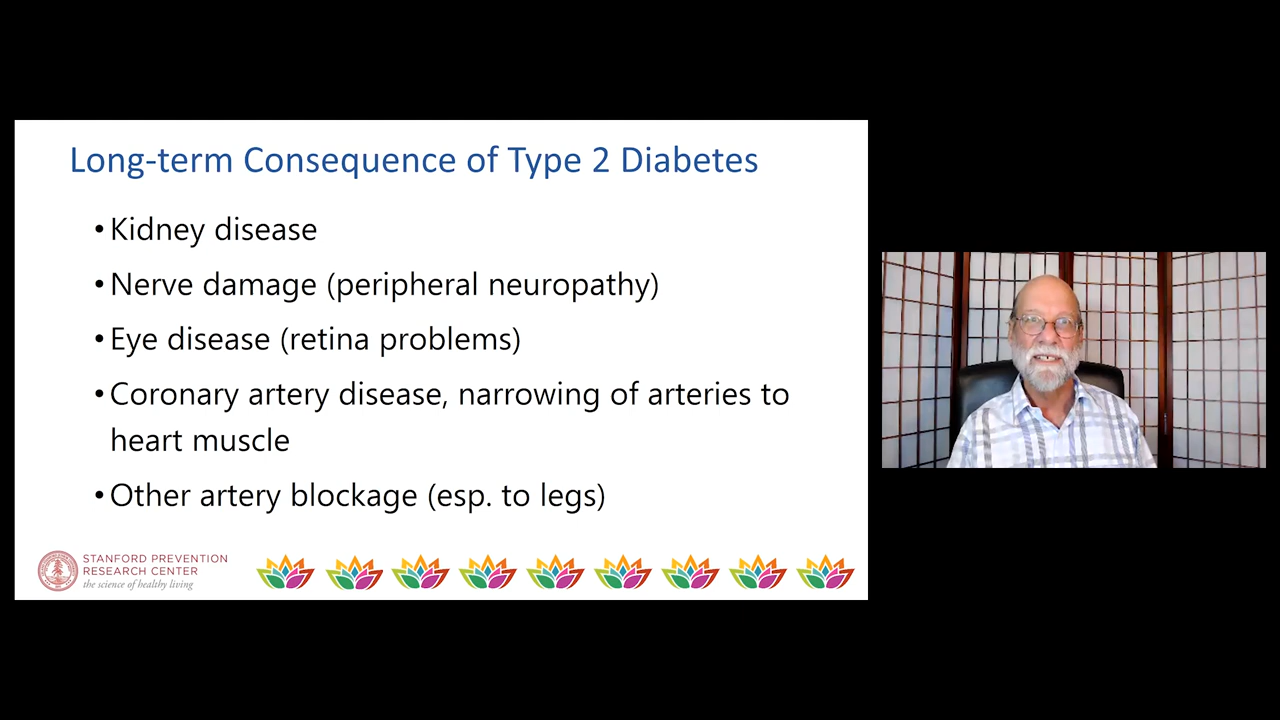 Long-term Consequence of Type 2 Diabetes
• Kidney disease
• Nerve damage (peripheral neuropathy)
• Eye disease (retina problems)
• Coronary artery disease, narrowing of arteries to
heart muscle
• Other artery blockage (esp. to legs)
STANFORD PREVENTION
RESEARCH CENTER
the science of healthy living